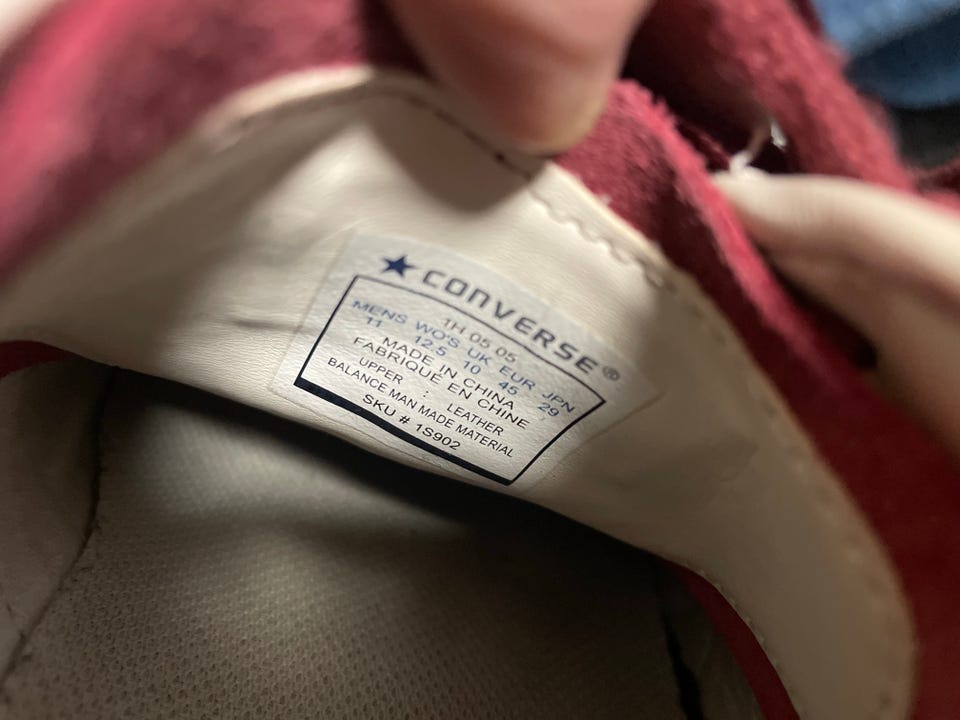 CONVERSE®
1H 05 05
MENS WO'S UK EUR JPN
11 12.5 10 45 29
MADE IN CHINA
FABRIQUE EN CHINE
UPPER : LEATHER
BALANCE MAN MADE MATERIAL
SKU # 1S902